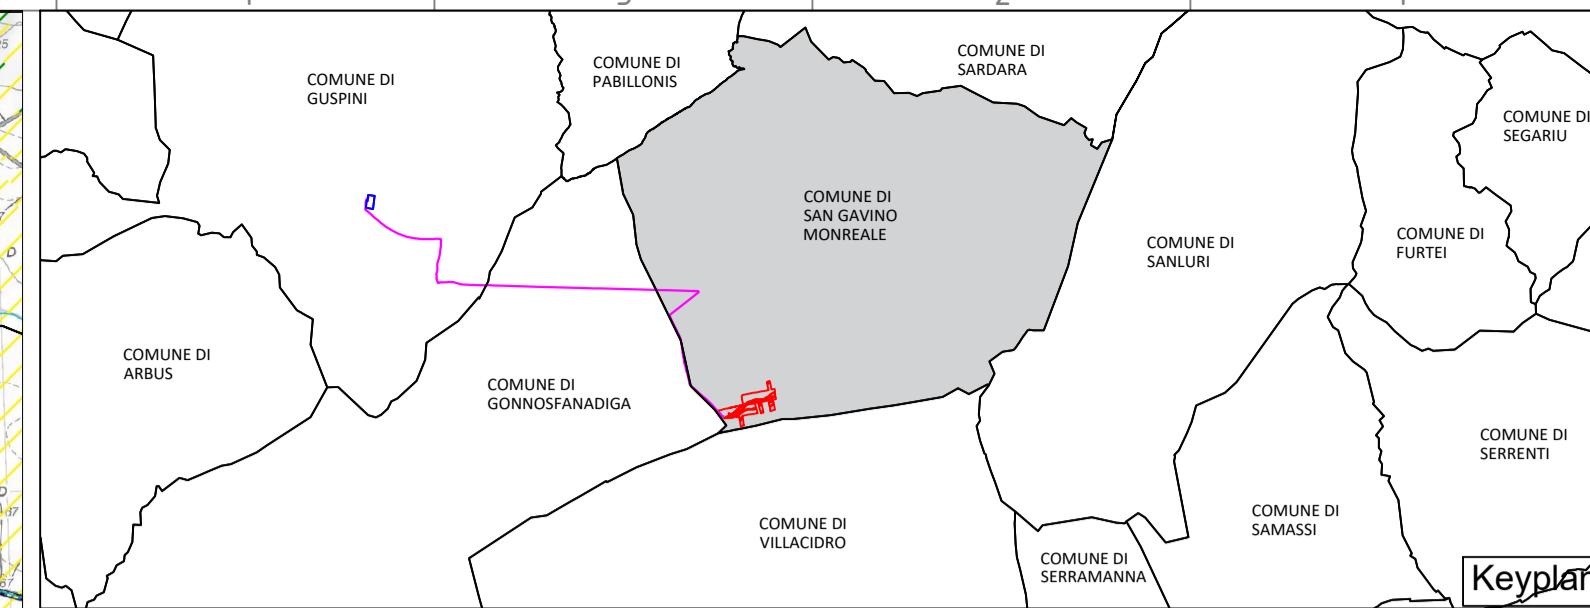 COMUNE DI
GUSPINI
COMUNE DI
PABILLONIS
COMUNE DI
SARDARA
COMUNE DI
SEGARIU
COMUNE DI
SAN GAVINO
MONREALE
COMUNE DI
SANLURI
COMUNE DI
FURTEI
COMUNE DI
ARBUS
COMUNE DI
GONNOSFANADIGA
COMUNE DI
SERRENTI
COMUNE DI
VILLACIDRO
COMUNE DI
SAMASSI
COMUNE DI
SERRAMANNA
Keyplan